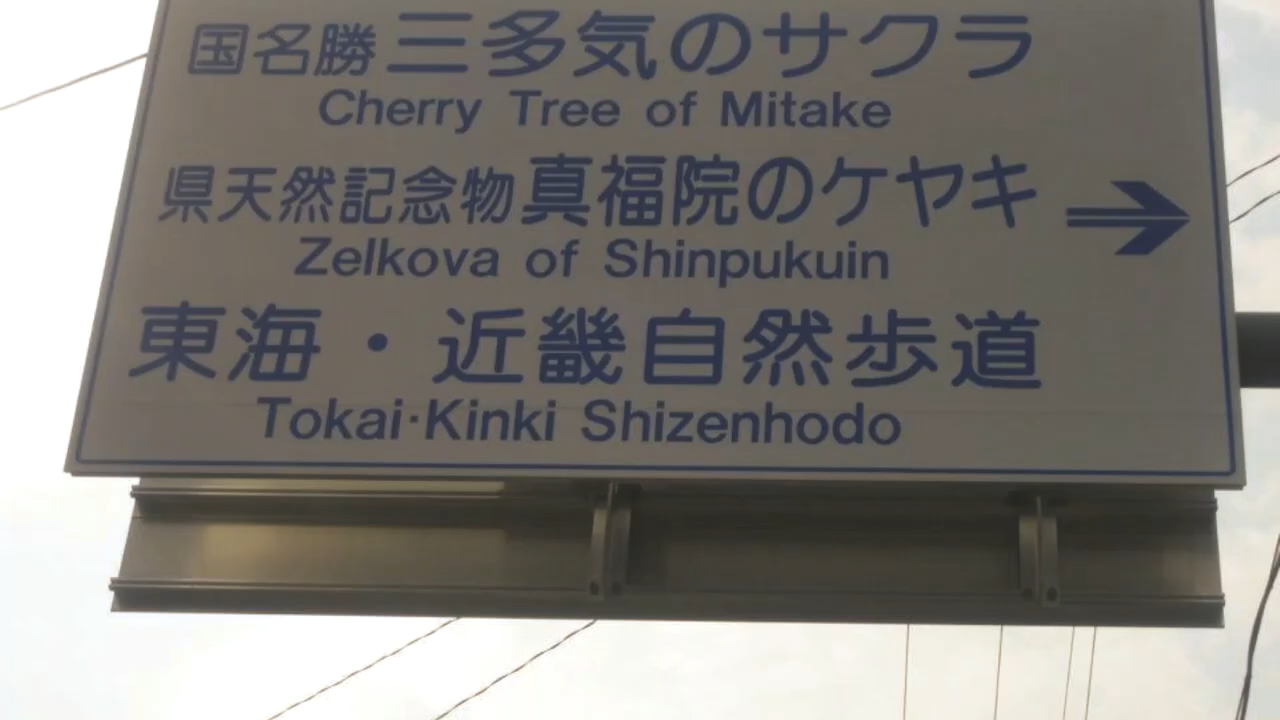 国名勝 三多気のサクラ
Cherry Tree of Mitake
県天然記念物 真福院のケヤキ
Zelkova of Shinpukuin
東海・近畿自然歩道
Tokai·Kinki Shizenhodo